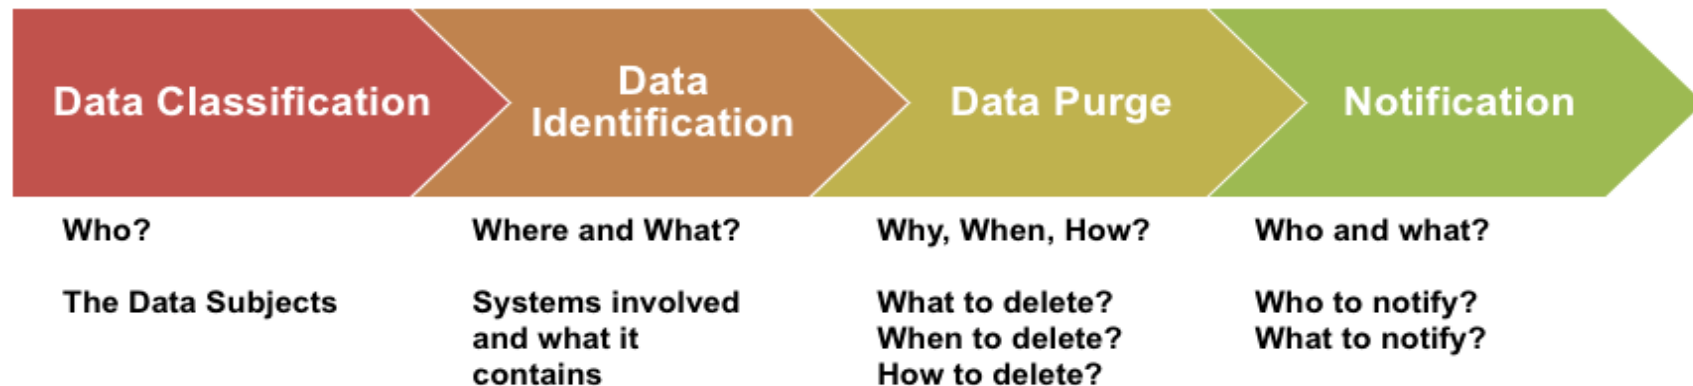 Data Classification
Data
Identification
Data Purge
Notification
Who?
The Data Subjects
Where and What?
Systems involved
and what it
contains
Why, When, How?
What to delete?
When to delete?
How to delete?
Who and what?
Who to notify?
What to notify?